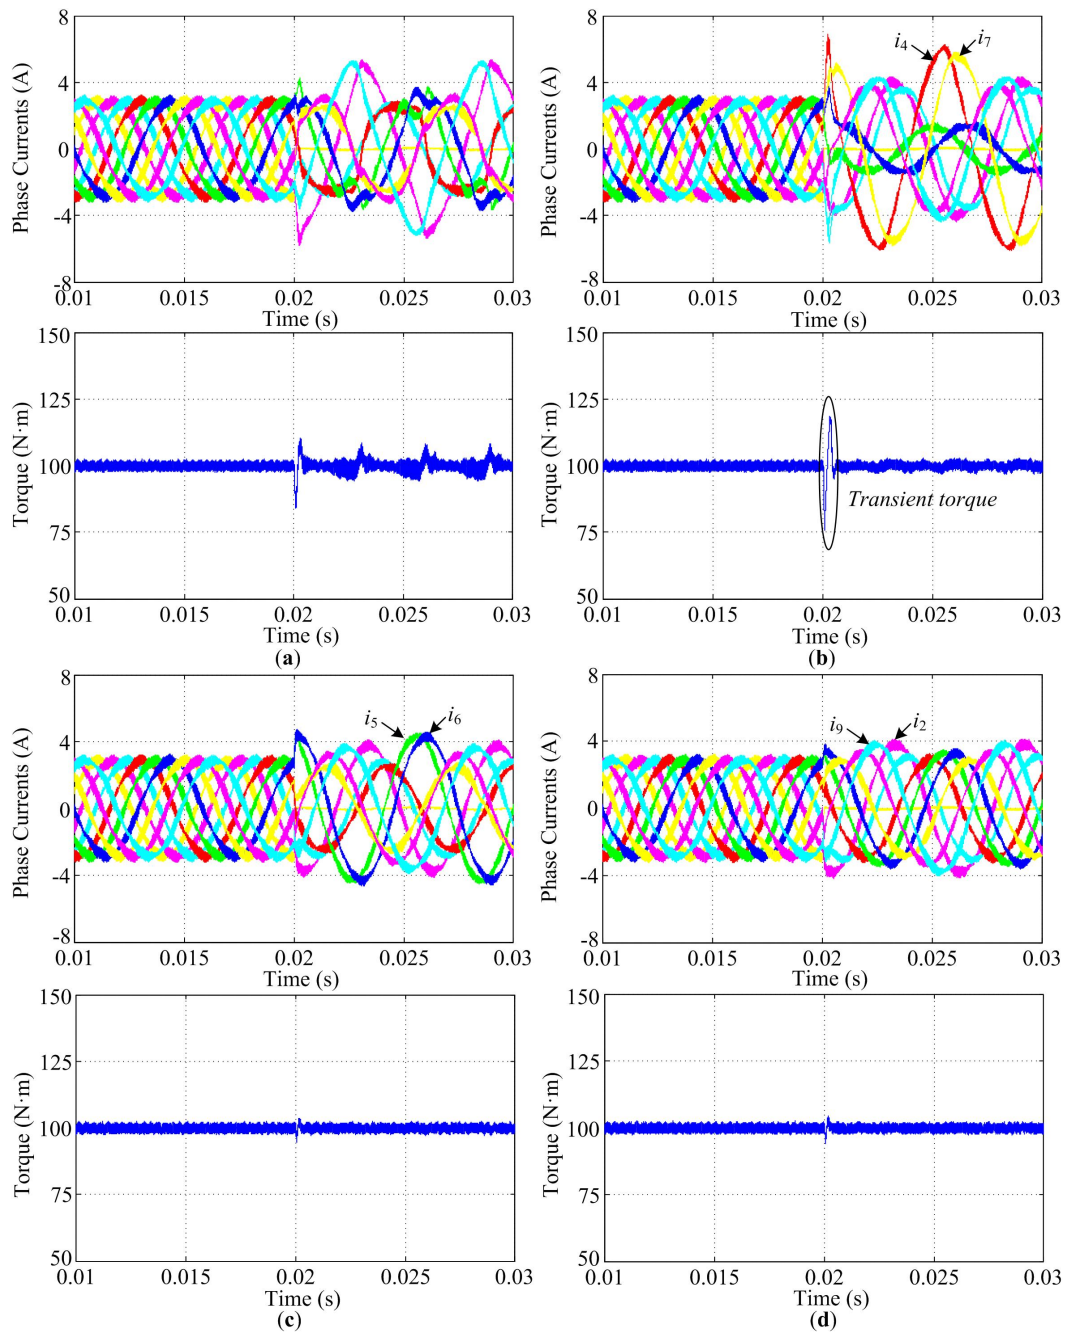 8
4
0
-4
-8
Phase Currents (A)
0.01 0.015 0.02 0.025 0.03
Time (s)
150
125
100
75
50
Torque (N·m)
0.01 0.015 0.02 0.025 0.03
Time (s)
(a)
8
4
0
-4
-8
Phase Currents (A)
i4 i7
0.01 0.015 0.02 0.025 0.03
Time (s)
150
125
100
75
50
Torque (N·m)
Transient torque
0.01 0.015 0.02 0.025 0.03
Time (s)
(b)
8
4
0
-4
-8
Phase Currents (A)
i5 i6
0.01 0.015 0.02 0.025 0.03
Time (s)
150
125
100
75
50
Torque (N·m)
0.01 0.015 0.02 0.025 0.03
Time (s)
(c)
8
4
0
-4
-8
Phase Currents (A)
i9 i2
0.01 0.015 0.02 0.025 0.03
Time (s)
150
125
100
75
50
Torque (N·m)
0.01 0.015 0.02 0.025 0.03
Time (s)
(d)